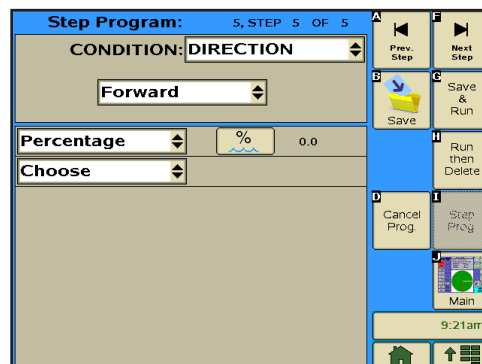 Step Program: 5, STEP 5 OF 5
CONDITION: DIRECTION
Forward
Percentage % 0.0
Choose
A
Prev.
Step
F
Next
Step
B
Save
G
Save
&
Run
H
Run
then
Delete
D
Cancel
Prog.
I
Step
Prog
J
Main
9:21am